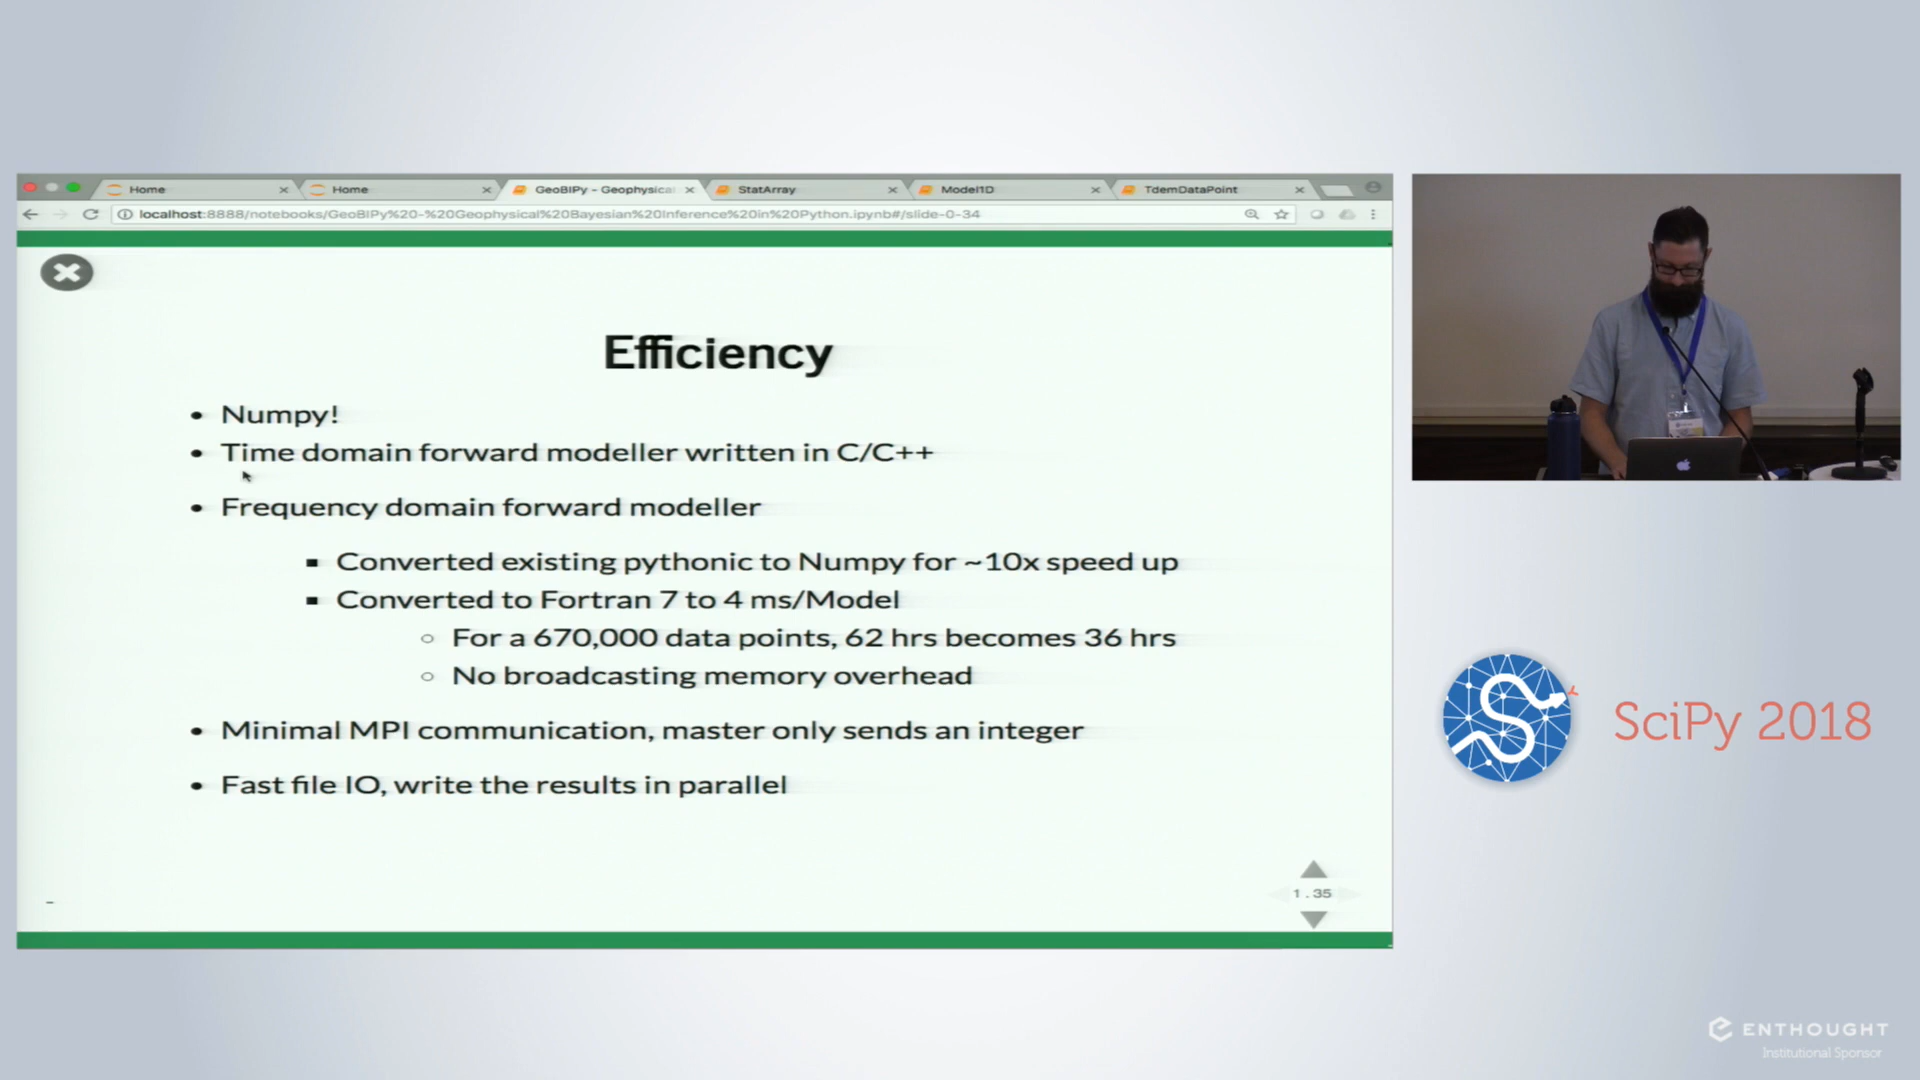 Home
Home
GeoBIPy - Geophysica
StatArray
Model1D
TdemDataPoint
localhost:8888/notebooks/GeoBIPy%20-%20Geophysical%20Bayesian%20Inference%20in%20Python.ipynb#/slide-0-34
Efficiency
Numpy!
Time domain forward modeller written in C/C++
Frequency domain forward modeller
Converted existing pythonic to Numpy for ~10x speed up
Converted to Fortran 7 to 4 ms/Model
For a 670,000 data points, 62 hrs becomes 36 hrs
No broadcasting memory overhead
Minimal MPI communication, master only sends an integer
Fast file IO, write the results in parallel
1.35
SciPy 2018
ENTHOUGHT
Institutional Sponsor